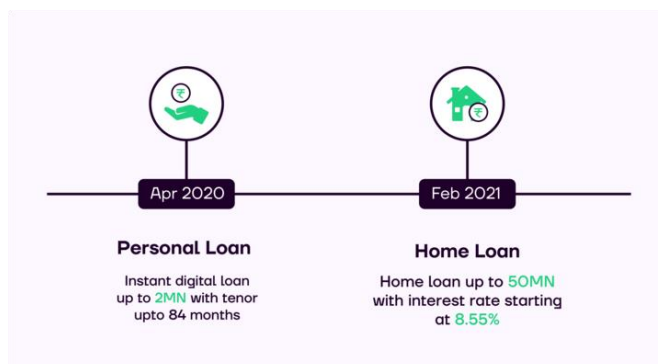 ₹
₹
Apr 2020
Feb 2021
Personal Loan
Instant digital loan
up to 2MN with tenor
upto 84 months
Home Loan
Home loan up to 50MN
with interest rate starting
at 8.55%